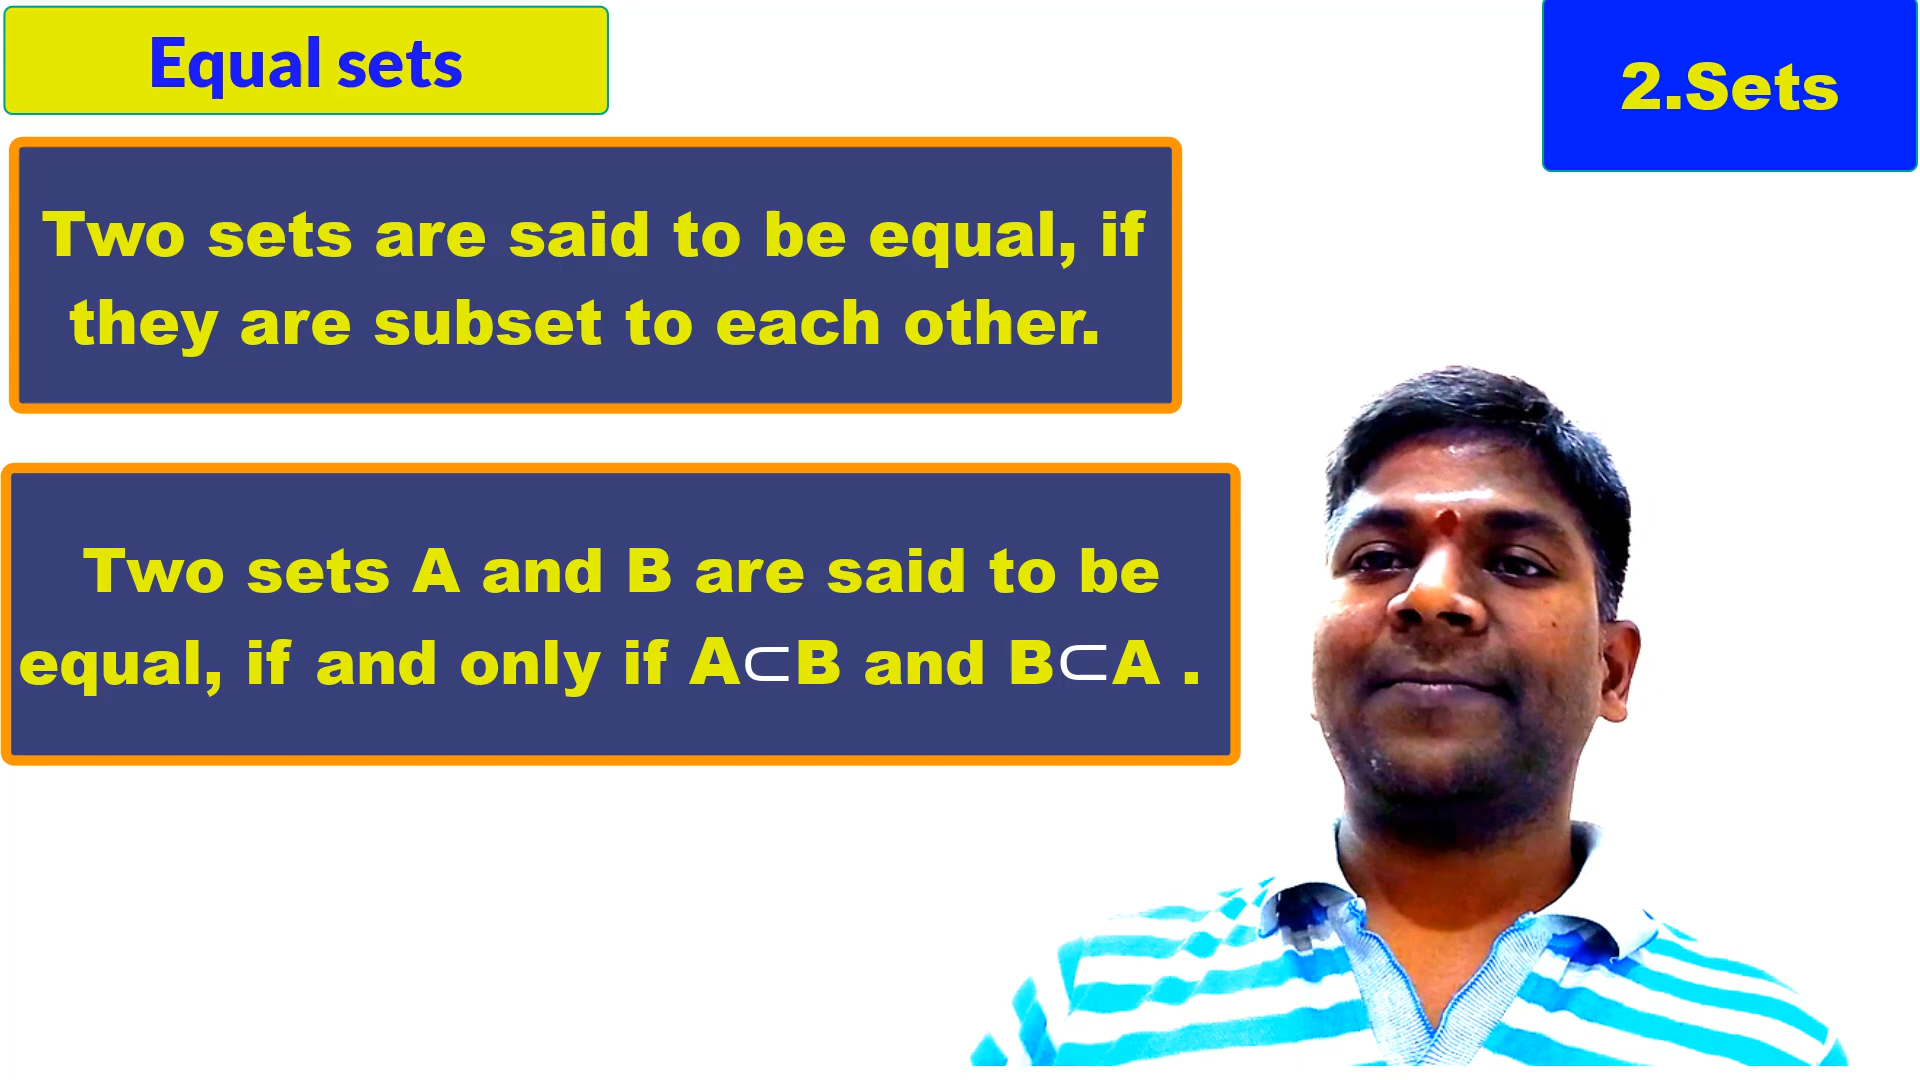 Equal sets
2.Sets
Two sets are said to be equal, if
they are subset to each other.
Two sets A and B are said to be
equal, if and only if A⊂B and B⊂A .